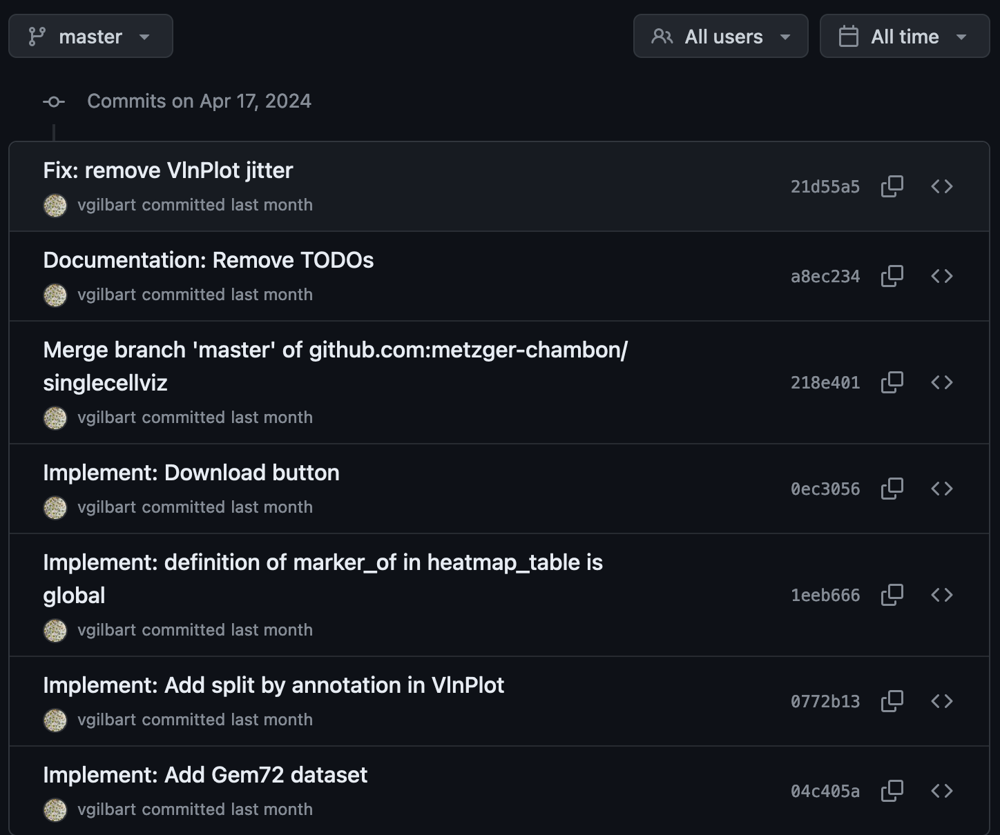 master
All users
All time
Commits on Apr 17, 2024
Fix: remove VlnPlot jitter
vgilbart committed last month
21d55a5
Documentation: Remove TODOs
vgilbart committed last month
a8ec234
Merge branch 'master' of github.com:metzger-chambon/
singlecellviz
vgilbart committed last month
218e401
Implement: Download button
vgilbart committed last month
0ec3056
Implement: definition of marker_of in heatmap_table is
global
vgilbart committed last month
1eeb666
Implement: Add split by annotation in VlnPlot
vgilbart committed last month
0772b13
Implement: Add Gem72 dataset
vgilbart committed last month
04c405a